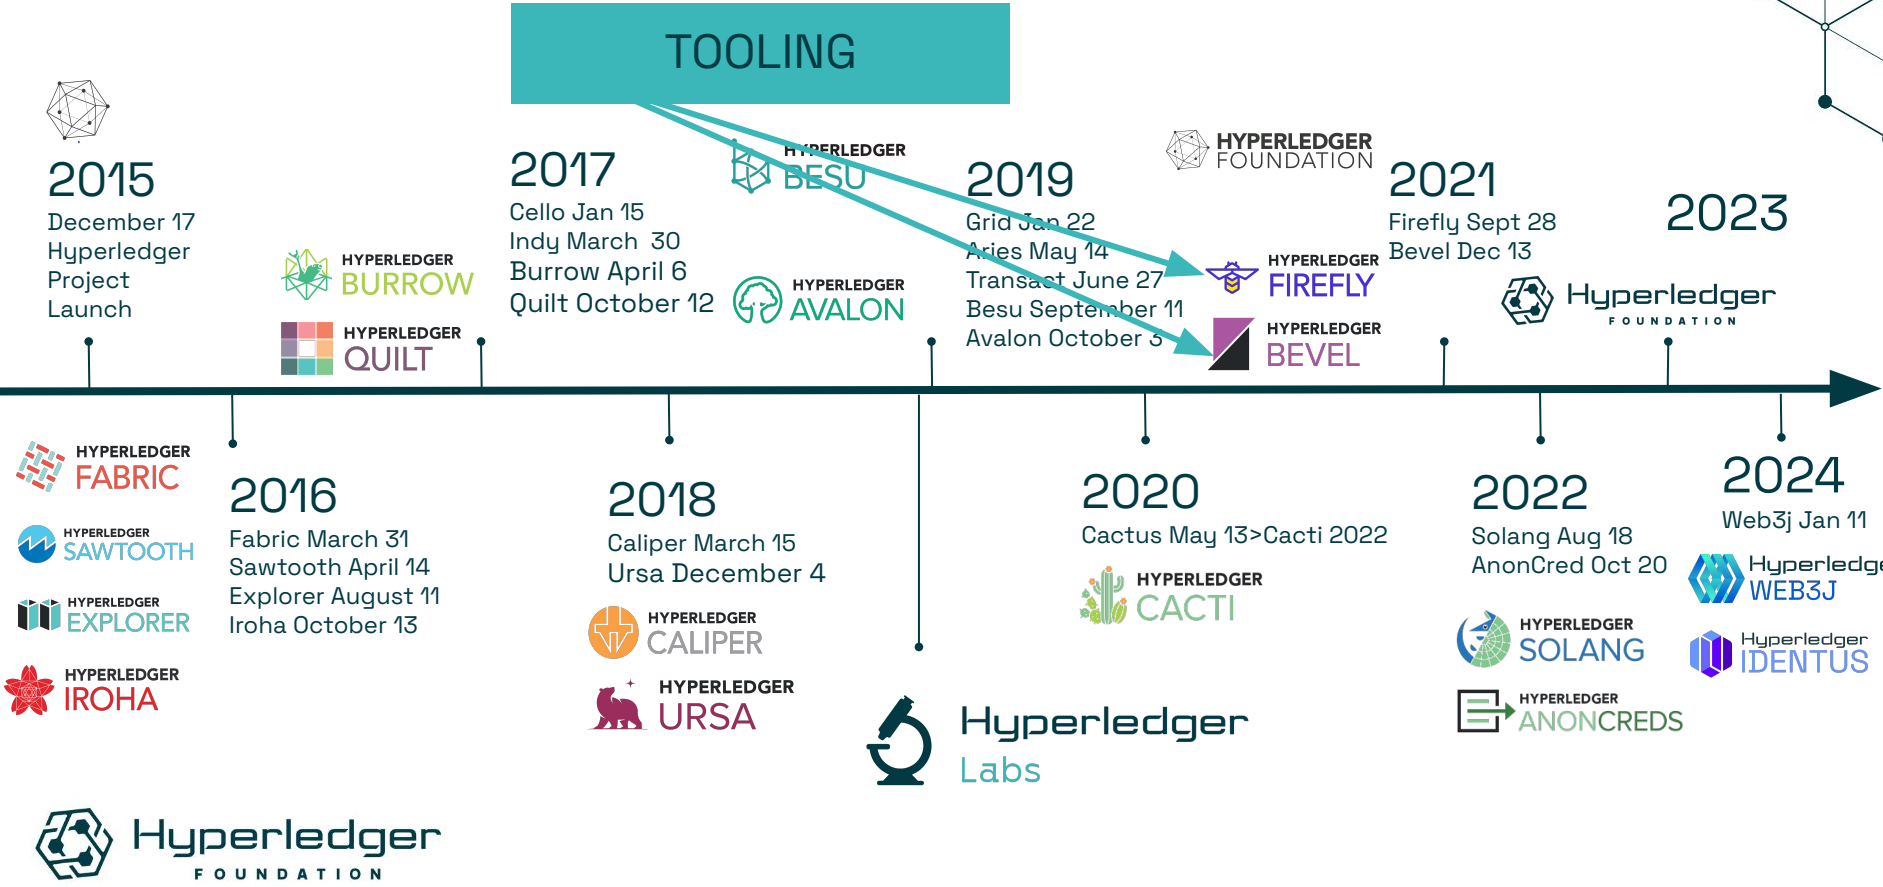 TOOLING
2015
December 17
Hyperledger
Project
Launch
HYPERLEDGER
BURROW
HYPERLEDGER
QUILT
2017
Cello Jan 15
Indy March 30
Burrow April 6
Quilt October 12
HYPERLEDGER
BESU
HYPERLEDGER
AVALON
2019
Grid Jan 22
Aries May 14
Transact June 27
Besu September 11
Avalon October 3
HYPERLEDGER
FOUNDATION
HYPERLEDGER
FIREFLY
HYPERLEDGER
BEVEL
2021
Firefly Sept 28
Bevel Dec 13
2023
Hyperledger
FOUNDATION
HYPERLEDGER
FABRIC
HYPERLEDGER
SAWTOOTH
HYPERLEDGER
EXPLORER
HYPERLEDGER
IROHA
2016
Fabric March 31
Sawtooth April 14
Explorer August 11
Iroha October 13
2018
Caliper March 15
Ursa December 4
HYPERLEDGER
CALIPER
HYPERLEDGER
URSA
Hyperledger
Labs
2020
Cactus May 13>Cacti 2022
HYPERLEDGER
CACTI
2022
Solang Aug 18
AnonCred Oct 20
HYPERLEDGER
SOLANG
HYPERLEDGER
ANONCREDS
2024
Web3j Jan 11
Hyperledge
WEB3J
Hyperledger
IDENTUS
Hyperledger
FOUNDATION